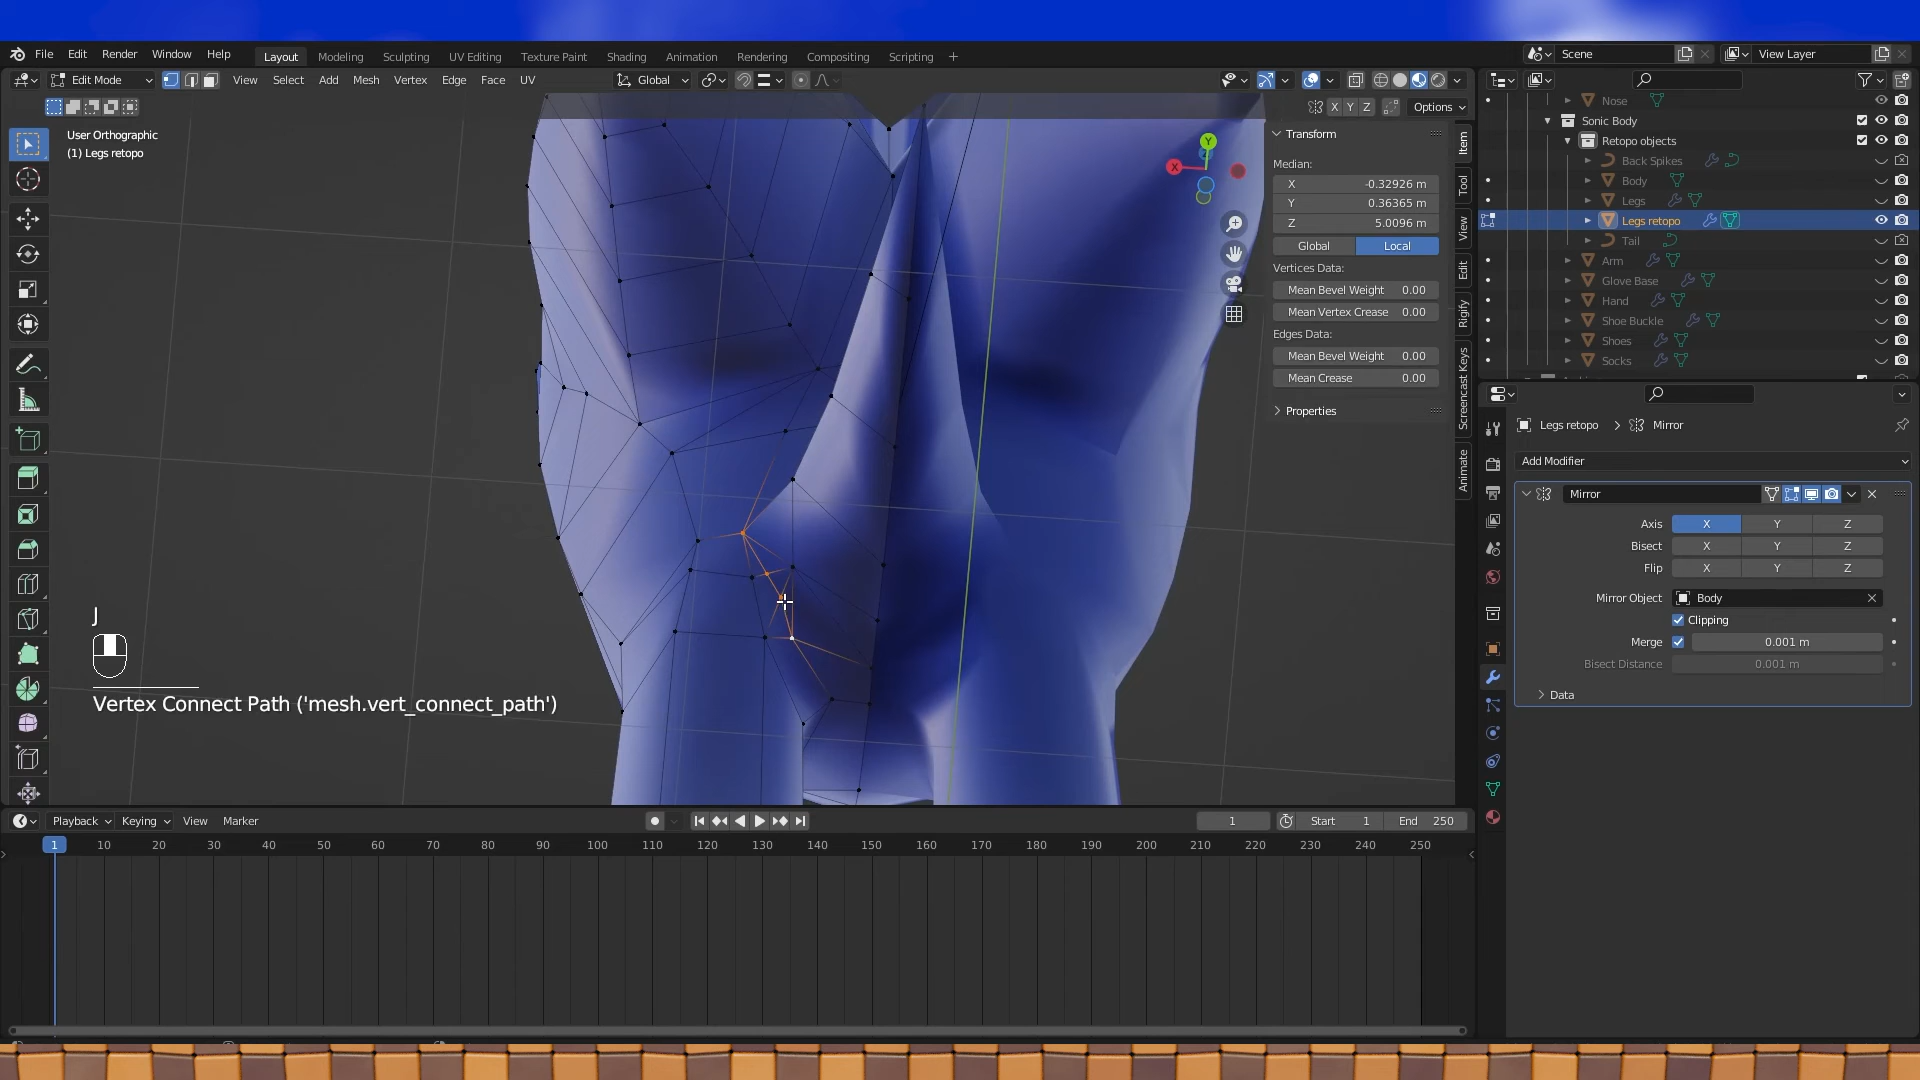 File Edit Render Window Help Layout Modeling Sculpting UV Editing Texture Paint Shading Animation Rendering Compositing Scripting + Scene View Layer
Edit Mode View Select Add Mesh Vertex Edge Face UV Global
X Y Z Options
User Orthographic
(1) Legs retopo
Transform
Median:
X -0.32926 m
Y 0.36365 m
Z 5.0096 m
Global Local
Vertices Data:
Mean Bevel Weight 0.00
Mean Vertex Crease 0.00
Edges Data:
Mean Bevel Weight 0.00
Mean Crease 0.00
Properties
Item
Tool
View
Edit
Rigify
Screencast Keys
Animate
Y
X
J
Vertex Connect Path ('mesh.vert_connect_path')
Nose
Sonic Body
Retopo objects
Back Spikes
Body
Legs
Legs retopo
Tail
Arm
Glove Base
Hand
Shoe Buckle
Shoes
Socks
Legs retopo > Mirror
Add Modifier
Mirror
Axis X Y Z
Bisect X Y Z
Flip X Y Z
Mirror Object Body
Clipping
Merge 0.001 m
Bisect Distance 0.001 m
Data
Playback Keying View Marker 1 Start 1 End 250
1 10 20 30 40 50 60 70 80 90 100 110 120 130 140 150 160 170 180 190 200 210 220 230 240 250